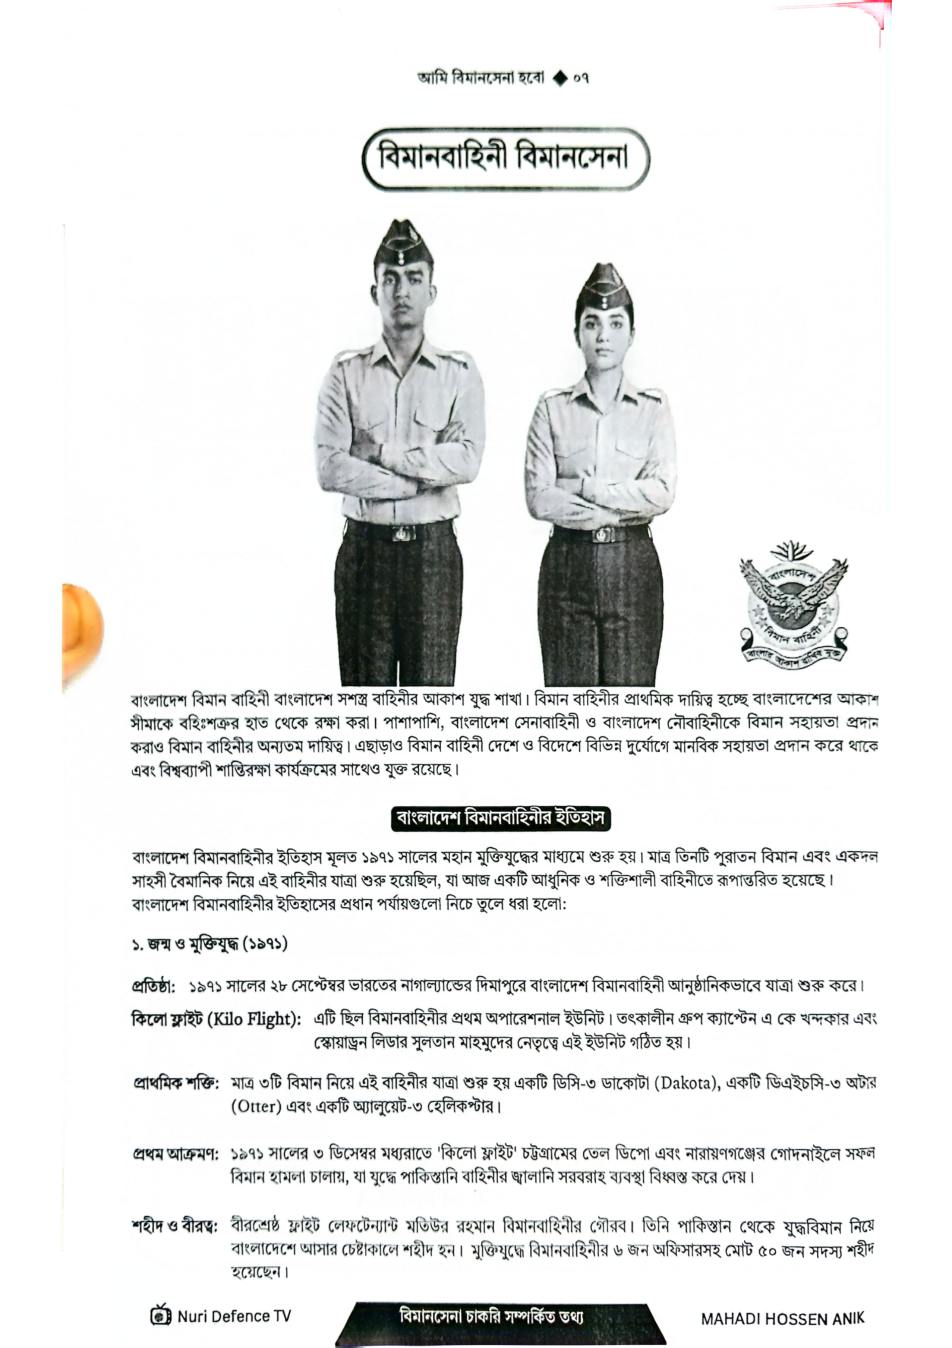 আমি বিমানসেনা হবো ◆ ০৭
বিমানবাহিনী বিমানসেনা
বাংলাদেশ
বিমান বাহিনী
বাংলার আকাশ রাখিব মুক্ত
বাংলাদেশ বিমান বাহিনী বাংলাদেশ সশস্ত্র বাহিনীর আকাশ যুদ্ধ শাখা। বিমান বাহিনীর প্রাথমিক দায়িত্ব হচ্ছে বাংলাদেশের আকাশ
সীমাকে বহিঃশত্রুর হাত থেকে রক্ষা করা। পাশাপাশি, বাংলাদেশ সেনাবাহিনী ও বাংলাদেশ নৌবাহিনীকে বিমান সহায়তা প্রদান
করাও বিমান বাহিনীর অন্যতম দায়িত্ব। এছাড়াও বিমান বাহিনী দেশে ও বিদেশে বিভিন্ন দুর্যোগে মানবিক সহায়তা প্রদান করে থাকে
এবং বিশ্বব্যাপী শান্তিরক্ষা কার্যক্রমের সাথেও যুক্ত রয়েছে।
বাংলাদেশ বিমানবাহিনীর ইতিহাস
বাংলাদেশ বিমানবাহিনীর ইতিহাস মূলত ১৯৭১ সালের মহান মুক্তিযুদ্ধের মাধ্যমে শুরু হয়। মাত্র তিনটি পুরাতন বিমান এবং একদল
সাহসী বৈমানিক নিয়ে এই বাহিনীর যাত্রা শুরু হয়েছিল, যা আজ একটি আধুনিক ও শক্তিশালী বাহিনীতে রূপান্তরিত হয়েছে।
বাংলাদেশ বিমানবাহিনীর ইতিহাসের প্রধান পর্যায়গুলো নিচে তুলে ধরা হলো:
১. জন্ম ও মুক্তিযুদ্ধ (১৯৭১)
প্রতিষ্ঠা: ১৯৭১ সালের ২৮ সেপ্টেম্বর ভারতের নাগাল্যান্ডের দিমাপুরে বাংলাদেশ বিমানবাহিনী আনুষ্ঠানিকভাবে যাত্রা শুরু করে।
কিলো ফ্লাইট (Kilo Flight): এটি ছিল বিমানবাহিনীর প্রথম অপারেশনাল ইউনিট। তৎকালীন গ্রুপ ক্যাপ্টেন এ কে খন্দকার এবং
স্কোয়াড্রন লিডার সুলতান মাহমুদের নেতৃত্বে এই ইউনিট গঠিত হয়।
প্রাথমিক শক্তি: মাত্র ৩টি বিমান নিয়ে এই বাহিনীর যাত্রা শুরু হয় একটি ডিসি-৩ ডাকোটা (Dakota), একটি ডিএইচসি-৩ অটার
(Otter) এবং একটি অ্যালুয়েট-৩ হেলিকপ্টার।
প্রথম আক্রমণ: ১৯৭১ সালের ৩ ডিসেম্বর মধ্যরাতে 'কিলো ফ্লাইট' চট্টগ্রামের তেল ডিপো এবং নারায়ণগঞ্জের গোদনাইলে সফল
বিমান হামলা চালায়, যা যুদ্ধে পাকিস্তানি বাহিনীর জ্বালানি সরবরাহ ব্যবস্থা বিধ্বস্ত করে দেয়।
শহীদ ও বীরত্ব: বীরশ্রেষ্ঠ ফ্লাইট লেফটেন্যান্ট মতিউর রহমান বিমানবাহিনীর গৌরব। তিনি পাকিস্তান থেকে যুদ্ধবিমান নিয়ে
বাংলাদেশে আসার চেষ্টাকালে শহীদ হন। মুক্তিযুদ্ধে বিমানবাহিনীর ৬ জন অফিসারসহ মোট ৫০ জন সদস্য শহীদ
হয়েছেন।
Nuri Defence TV
বিমানসেনা চাকরি সম্পর্কিত তথ্য
MAHADI HOSSEN ANIK